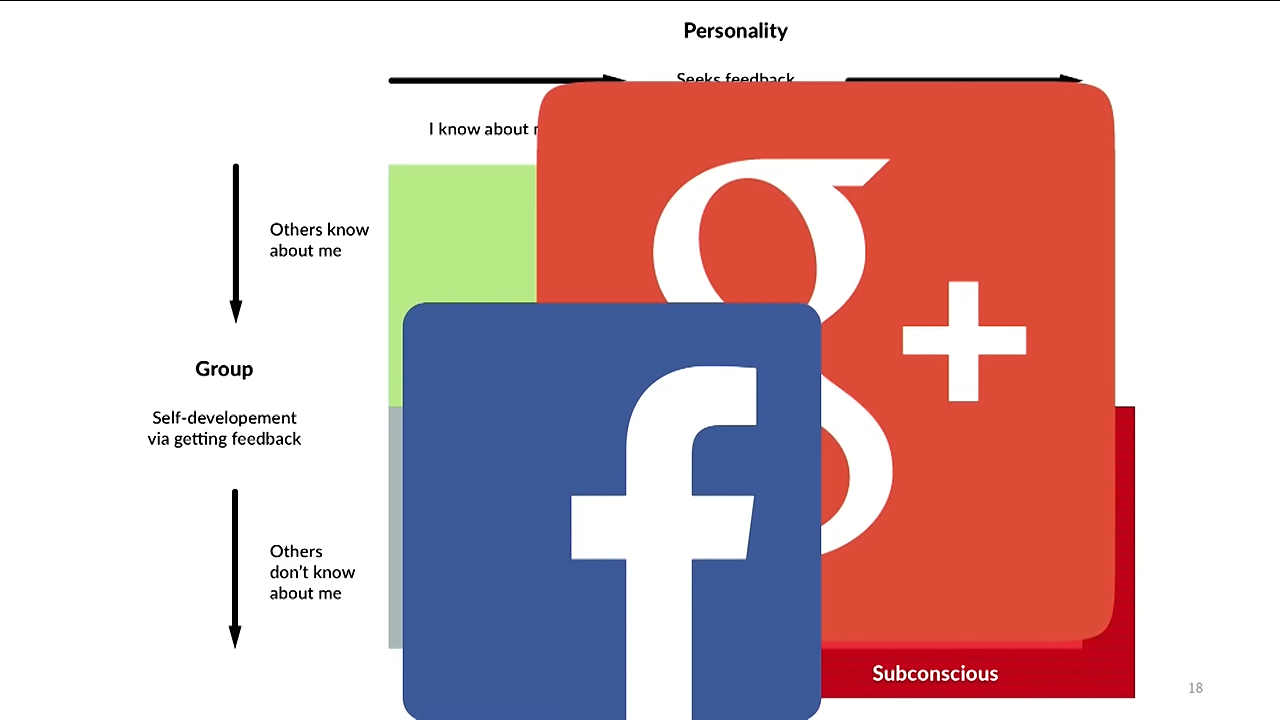 Personality
Seeks feedback
I know about
Others know
about me
Group
Self-developement
via getting feedback
Others
don't know
about me
g+
f
Subconscious
18